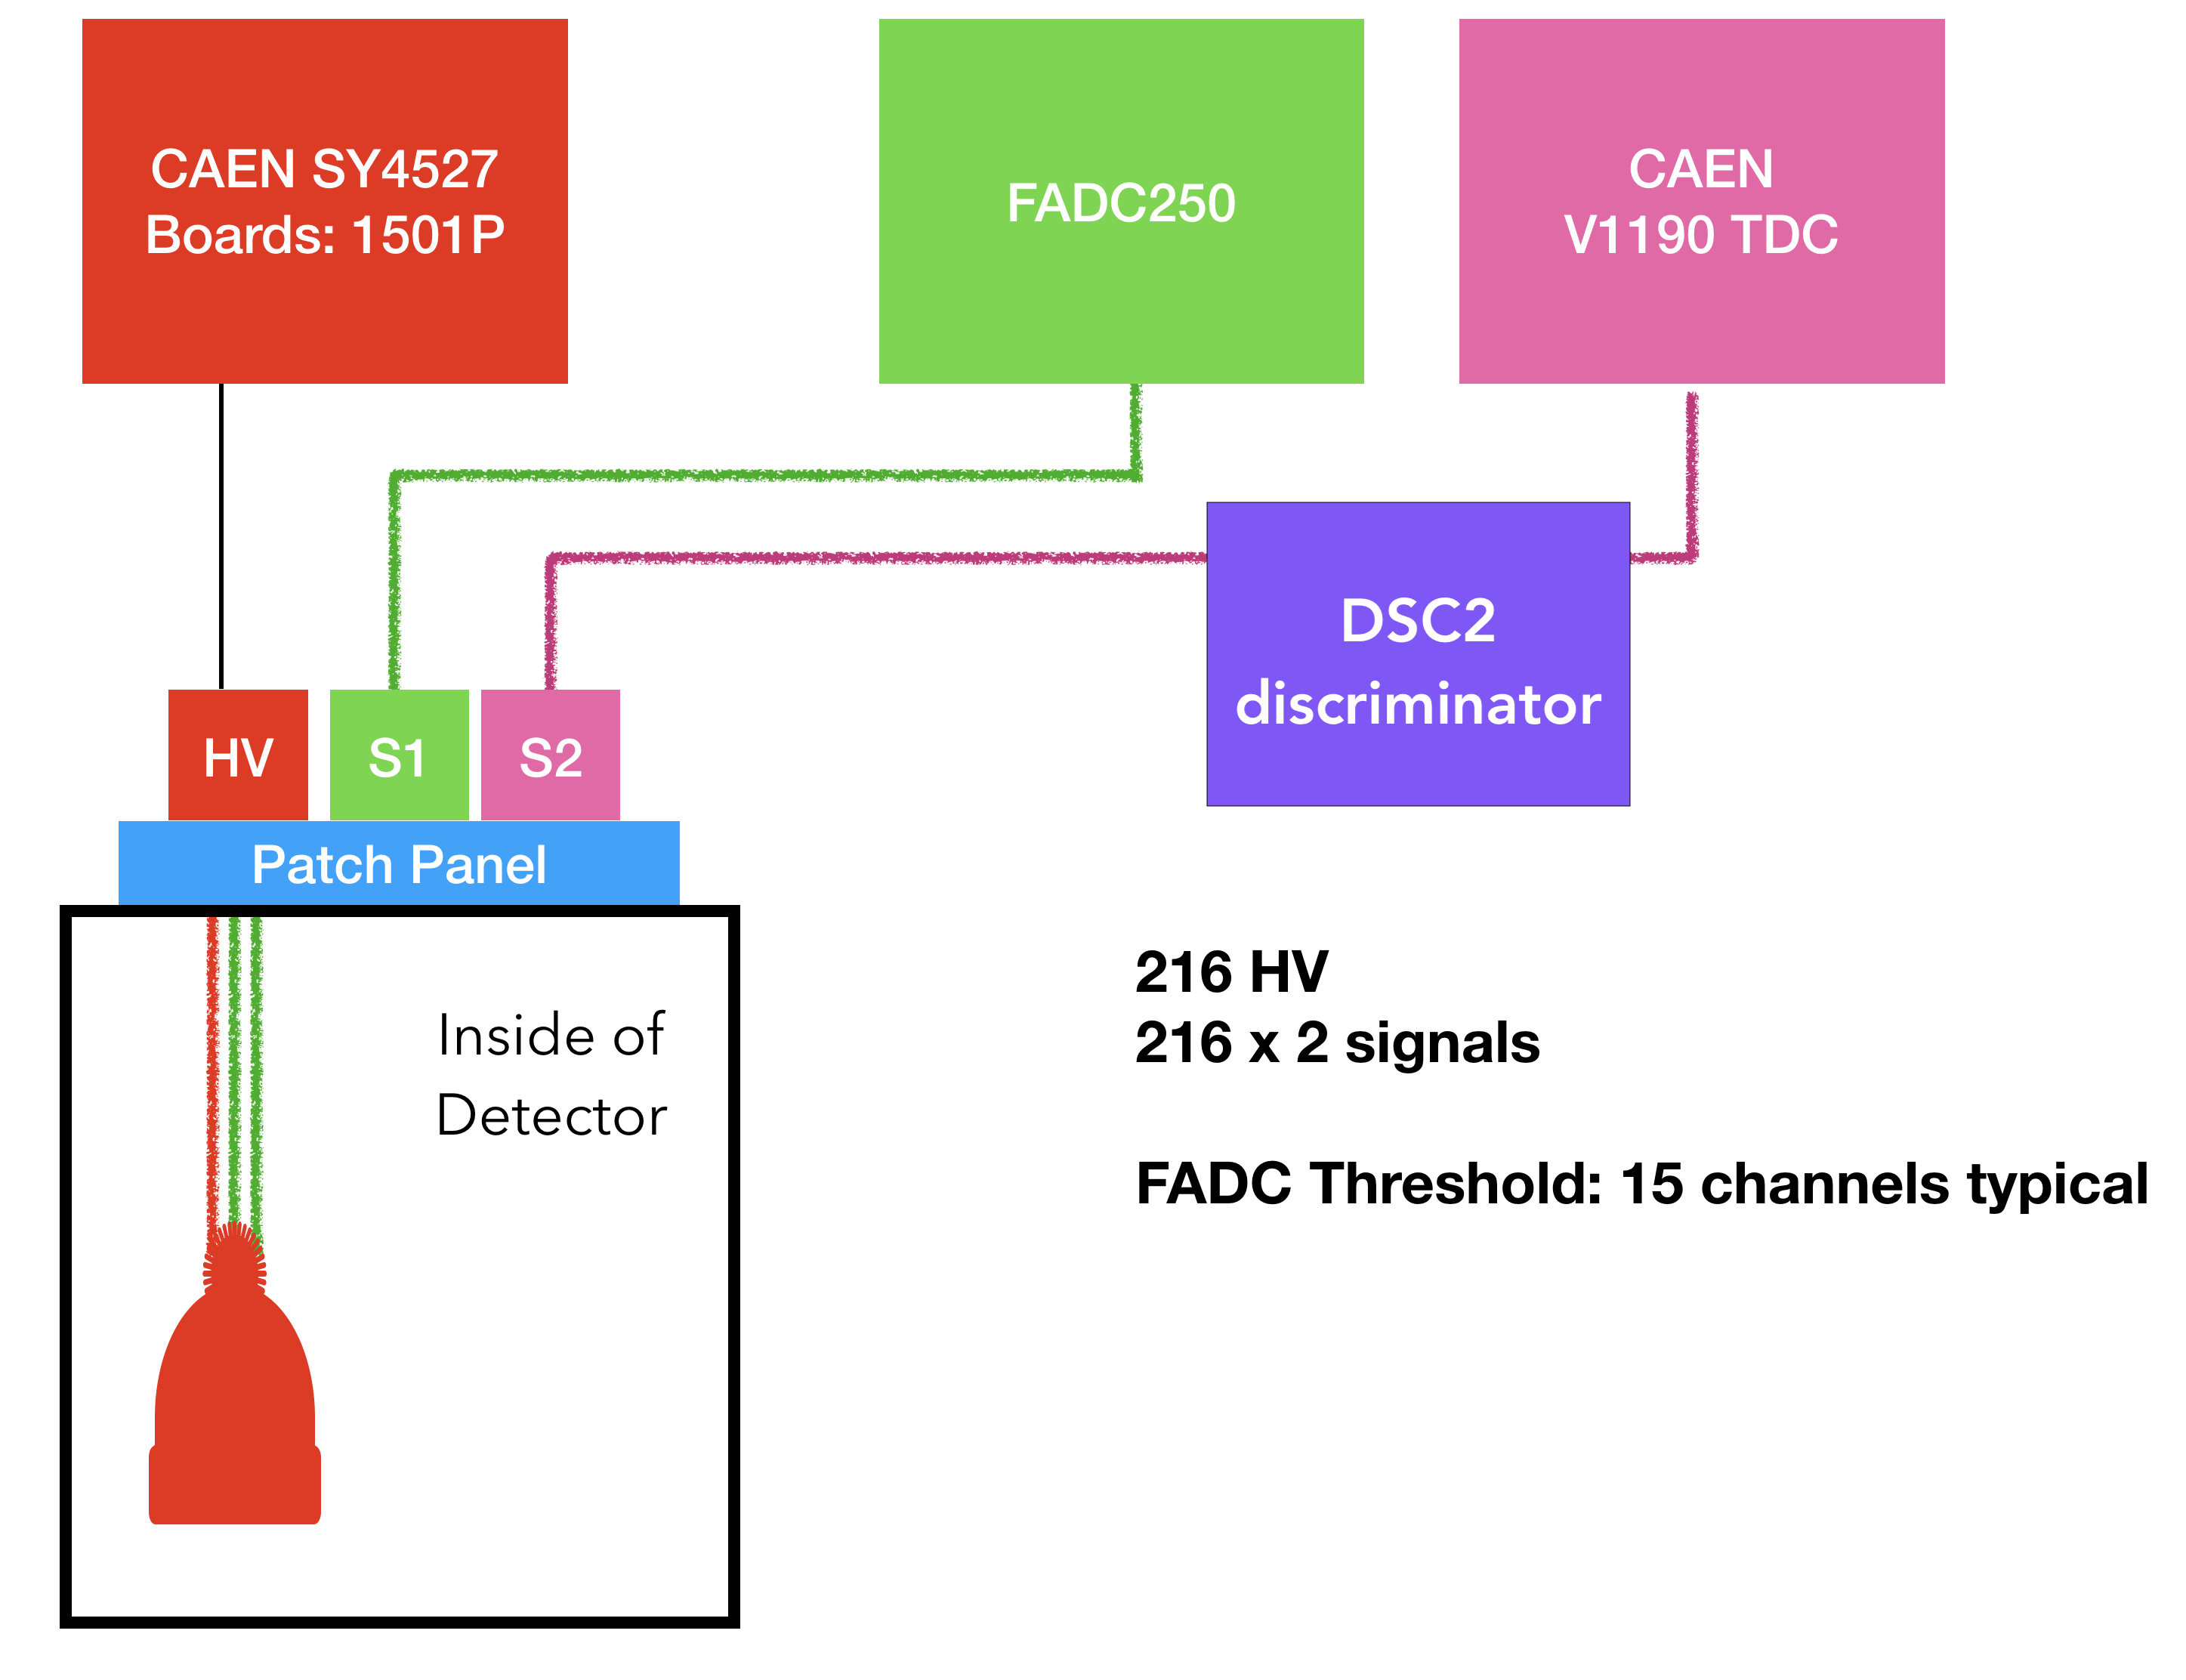 CAEN SY4527
Boards: 1501P
FADC250
CAEN
V1190 TDC
DSC2
discriminator
HV
S1
S2
Patch Panel
Inside of
Detector
216 HV
216 x 2 signals
FADC Threshold: 15 channels typical